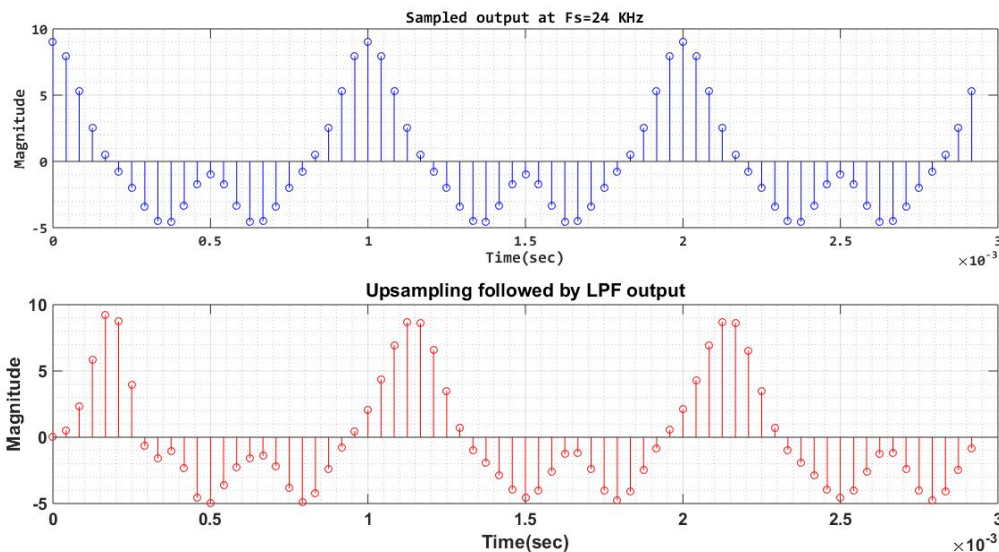 Sampled output at Fs=24 KHz
10
5
0
-5
Magnitude
0 0.5 1 1.5 2 2.5 3
Time(sec)
×10-3
Upsampling followed by LPF output
10
5
0
-5
Magnitude
0 0.5 1 1.5 2 2.5 3
Time(sec)
×10-3